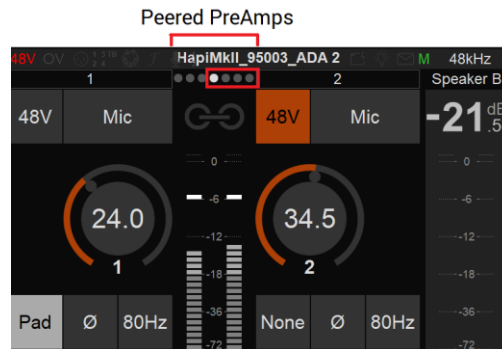 Peered PreAmps
48V OV HapiMkII_95003_ADA 2 M 48kHz
1 2 Speaker B
48V Mic 48V Mic -21.5 dB
0 0
-6 -6
24.0 34.5
-12 -12
1 2
-18 -18
Pad Ø 80Hz -36 None Ø 80Hz -36
-72 -72